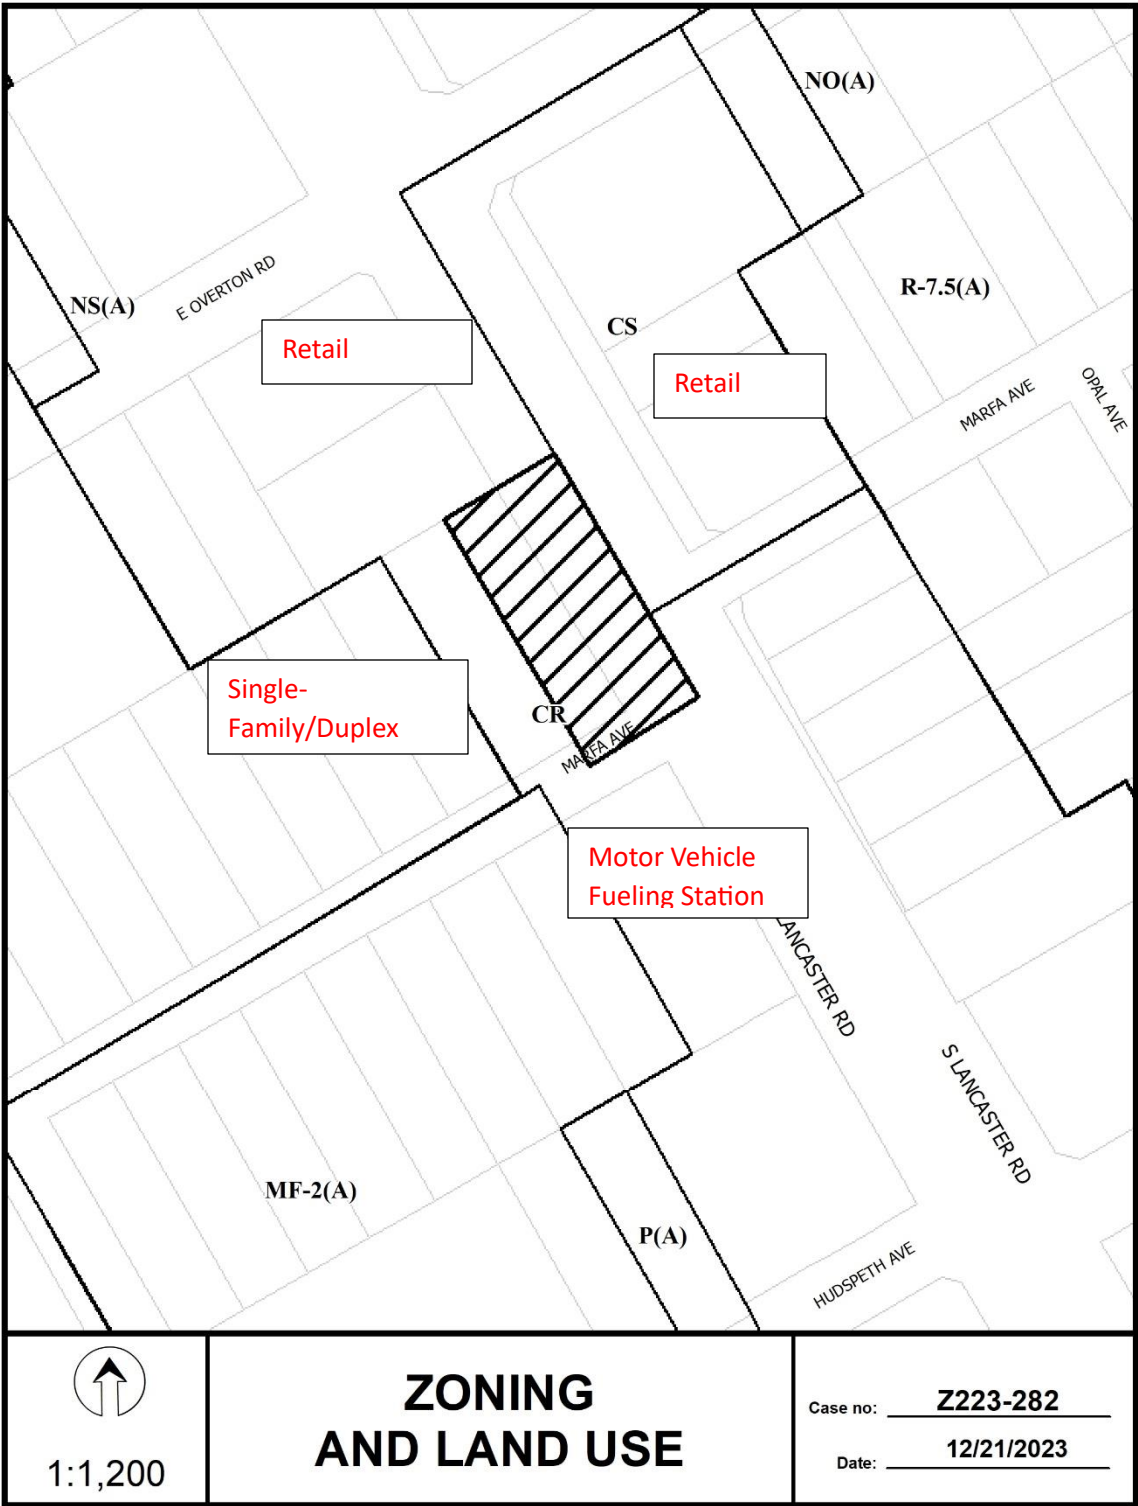 NO(A)
NS(A)
E OVERTON RD
R-7.5(A)
CS
Retail
Retail
MARFA AVE
OPAL AVE
Single-
Family/Duplex
CR
MARFA AVE
Motor Vehicle
Fueling Station
LANCASTER RD
S LANCASTER RD
MF-2(A)
P(A)
HUDSPETH AVE
1:1,200
ZONING
AND LAND USE
Case no: Z223-282
Date: 12/21/2023